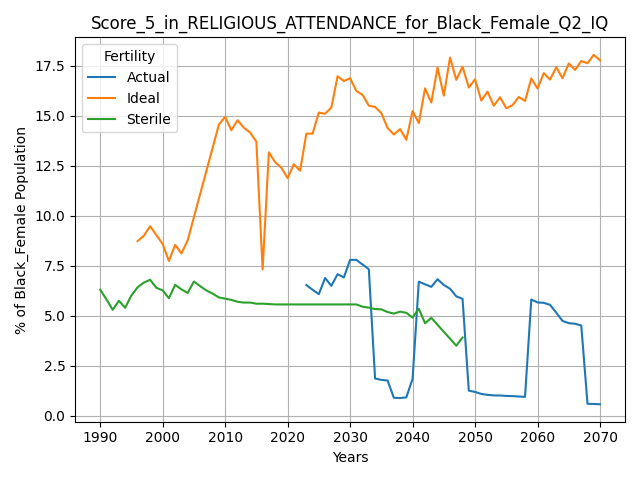 Score_5_in_RELIGIOUS_ATTENDANCE_for_Black_Female_Q2_IQ
Fertility
Actual
Ideal
Sterile
% of Black_Female Population
17.5
15.0
12.5
10.0
7.5
5.0
2.5
0.0
1990 2000 2010 2020 2030 2040 2050 2060 2070
Years